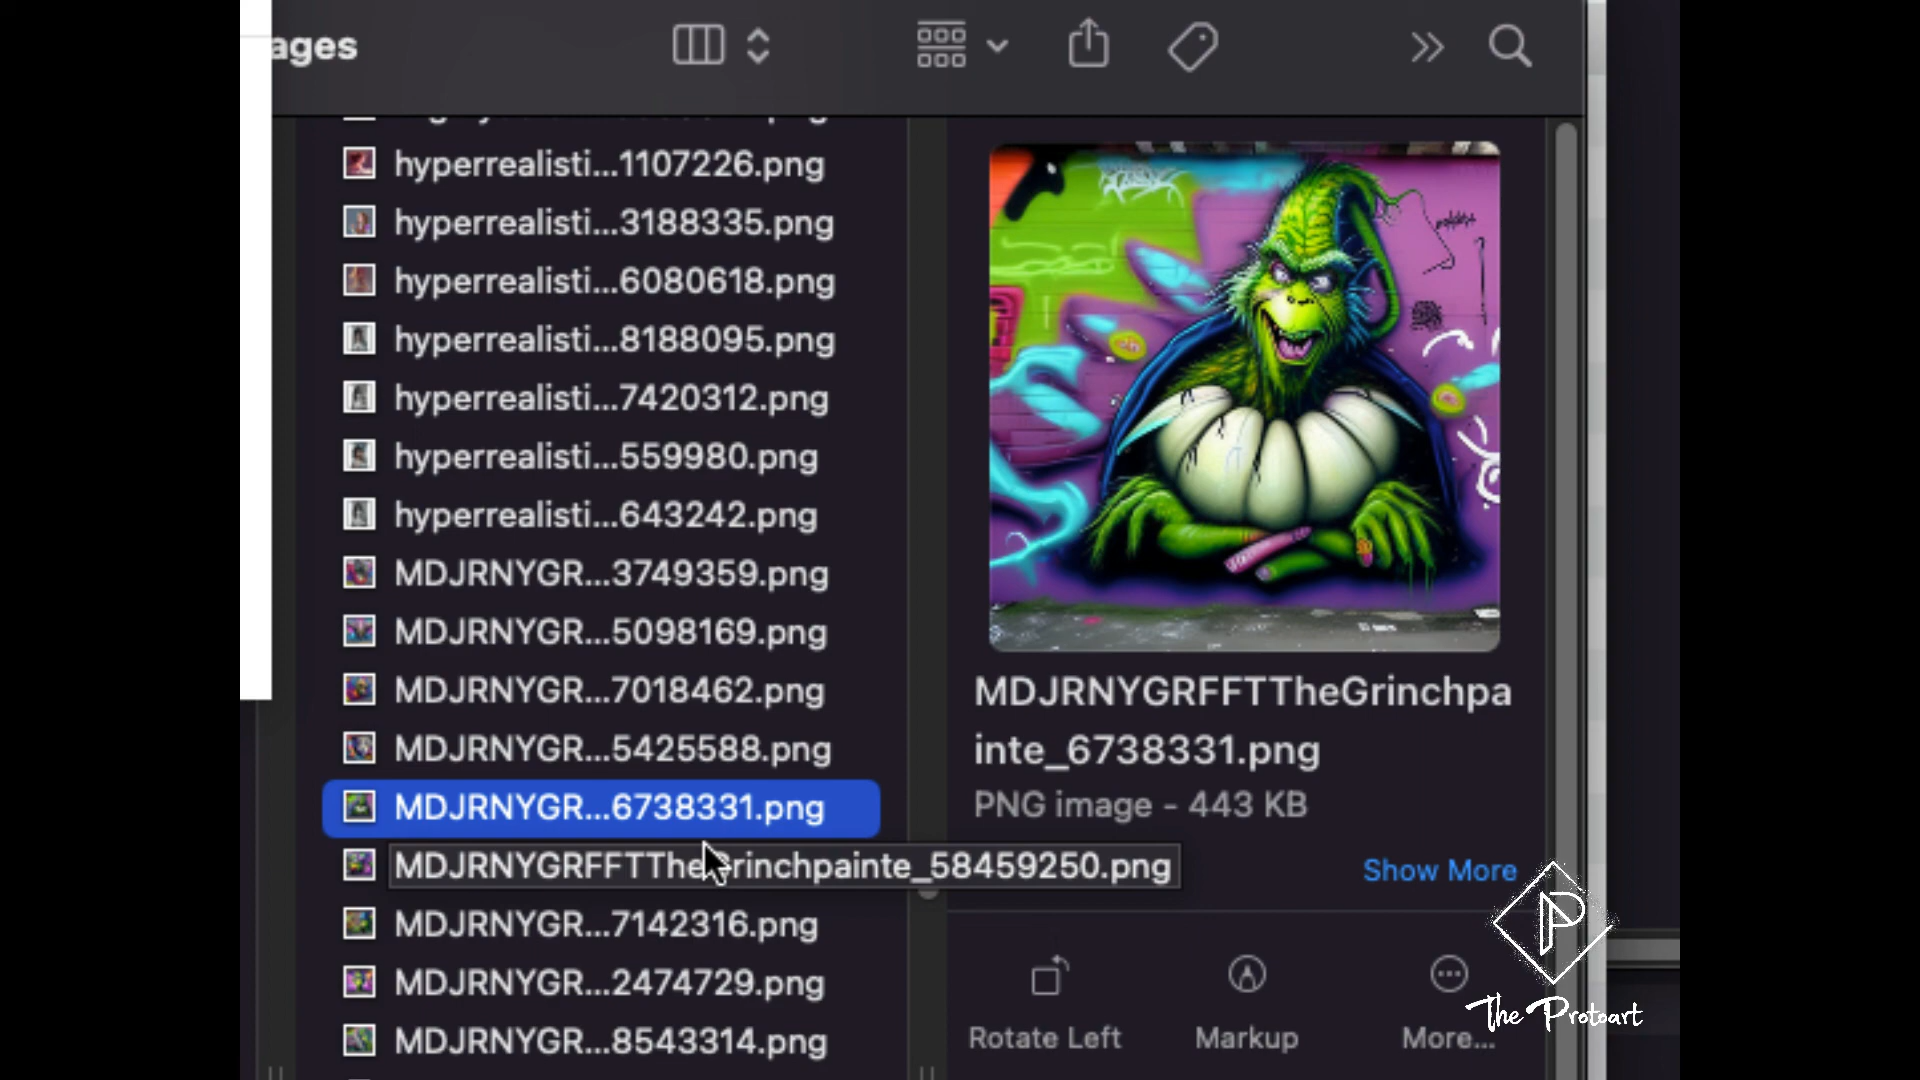 ages
hyperrealisti...1107226.png
hyperrealisti...3188335.png
hyperrealisti...6080618.png
hyperrealisti...8188095.png
hyperrealisti...7420312.png
hyperrealisti...559980.png
hyperrealisti...643242.png
MDJRNYGR...3749359.png
MDJRNYGR...5098169.png
MDJRNYGR...7018462.png
MDJRNYGR...5425588.png
MDJRNYGR...6738331.png
MDJRNYGRFFTTheGrinchpainte_58459250.png
MDJRNYGR...7142316.png
MDJRNYGR...2474729.png
MDJRNYGR...8543314.png
MDJRNYGRFFTTheGrinchpa
inte_6738331.png
PNG image - 443 KB
Show More
Rotate Left
Markup
More...
The Protoart